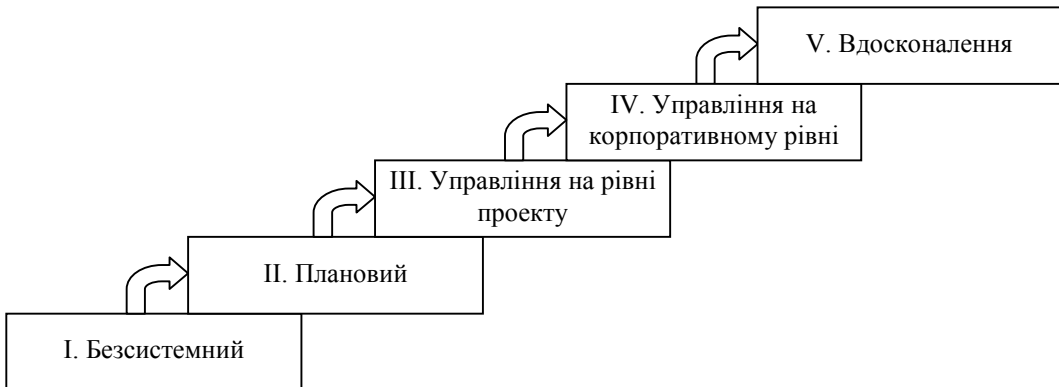 V. Вдосконалення
IV. Управління на
корпоративному рівні
III. Управління на рівні
проекту
II. Плановий
I. Безсистемний